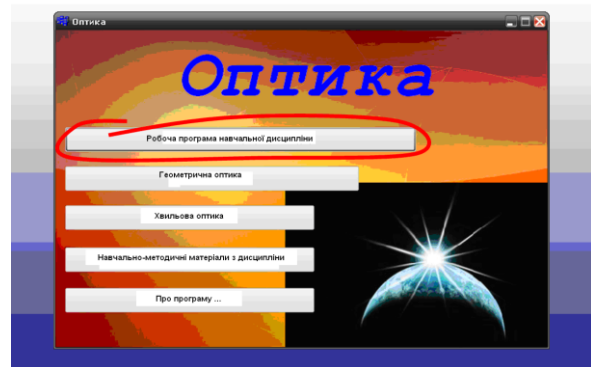 Оптика
Оптика
Робоча програма навчальної дисципліни
Геометрична оптика
Хвильова оптика
Навчально-методичні матеріали з дисципліни
Про програму ...